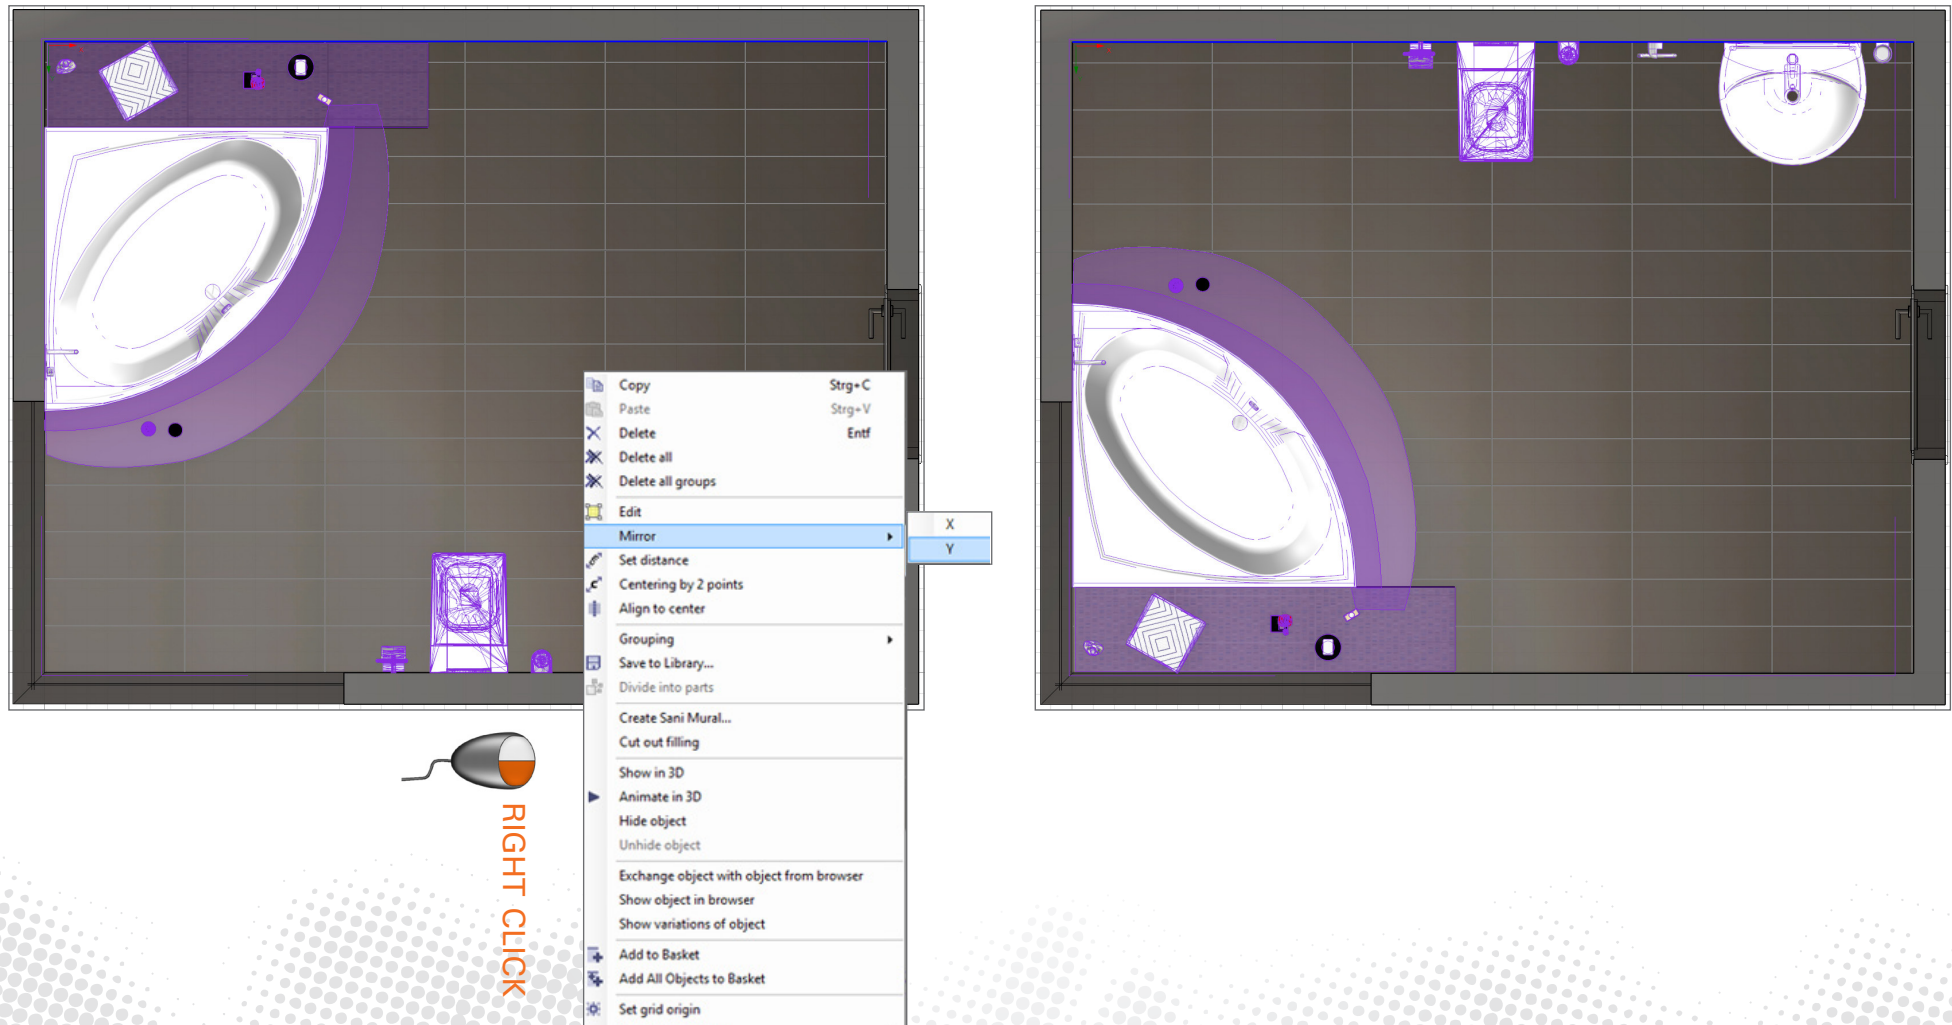 Copy Strg+C
Paste Strg+V
Delete Entf
Delete all
Delete all groups
Edit
Mirror
X
Y
Set distance
Centering by 2 points
Align to center
Grouping
Save to Library...
Divide into parts
Create Sani Mural...
Cut out filling
Show in 3D
Animate in 3D
Hide object
Unhide object
Exchange object with object from browser
Show object in browser
Show variations of object
Add to Basket
Add All Objects to Basket
Set grid origin
RIGHT CLICK